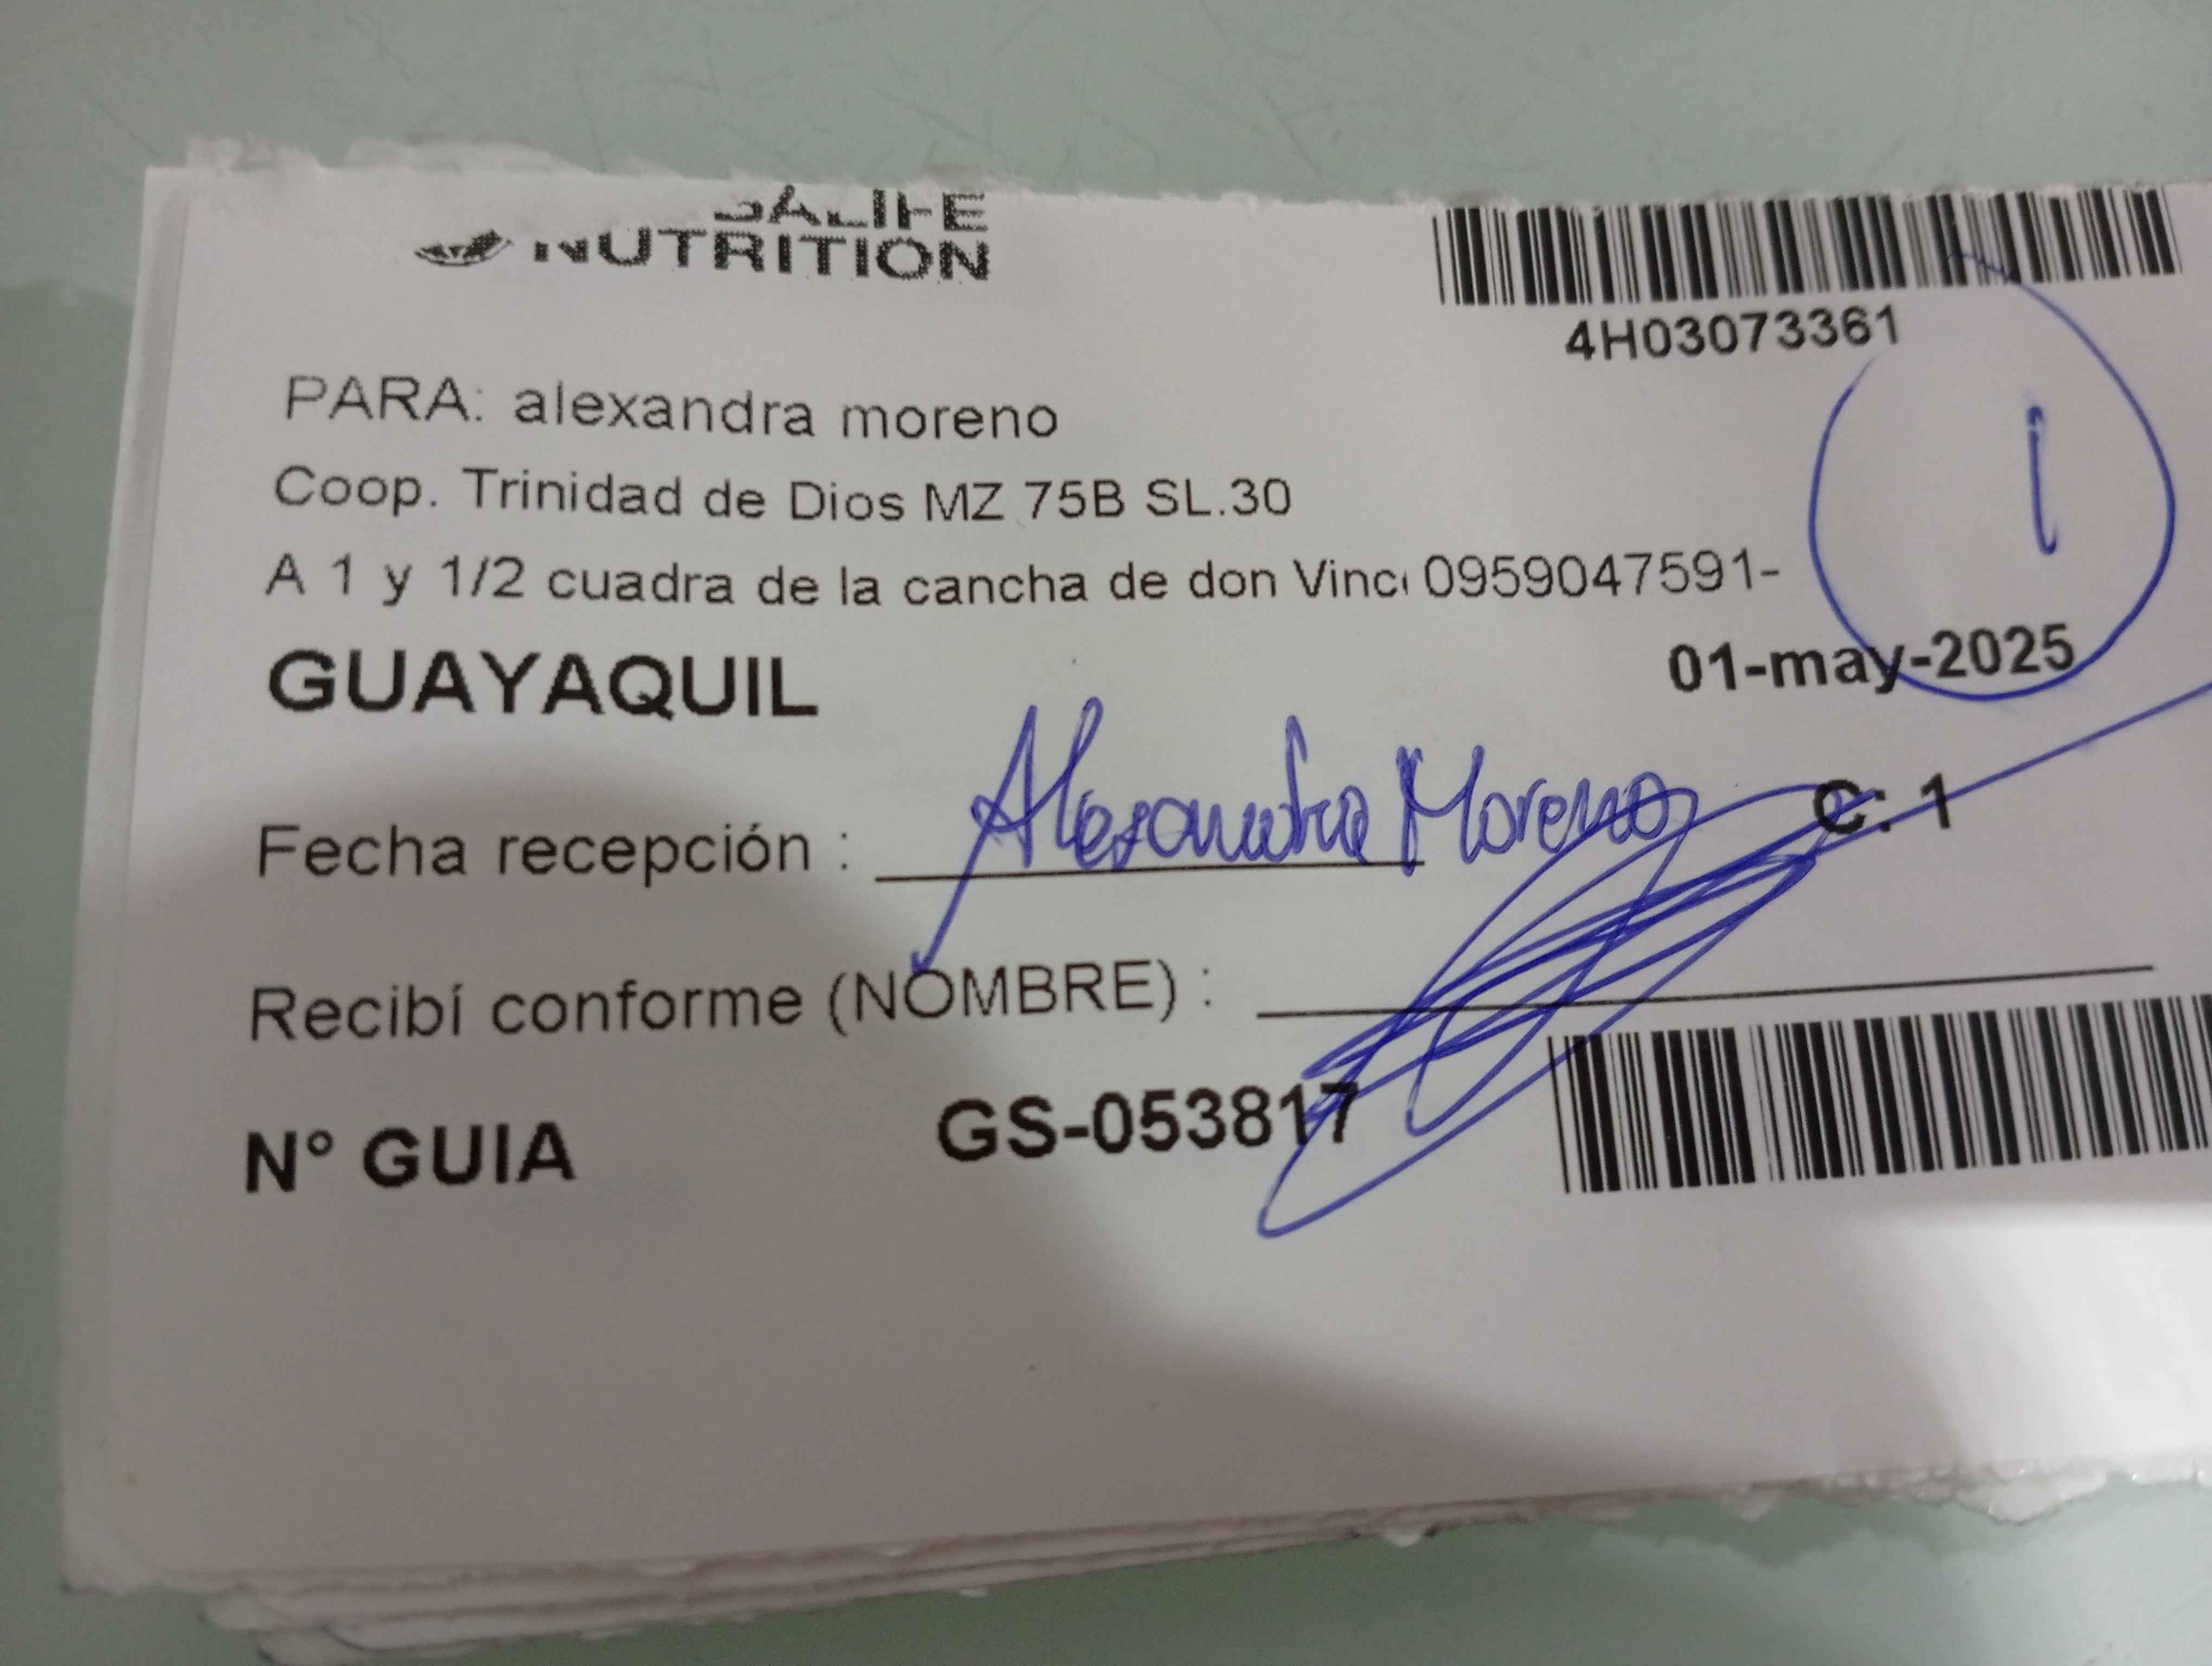 NUTRITION
4H03073361
PARA: alexandra moreno
Coop. Trinidad de Dios MZ 75B SL.30
A 1 y 1/2 cuadra de la cancha de don Vinc 0959047591-
1
GUAYAQUIL 01-may-2025
Alexandra Moreno
C: 1
Fecha recepción :
Recibí conforme (NOMBRE) :
N° GUIA GS-053817